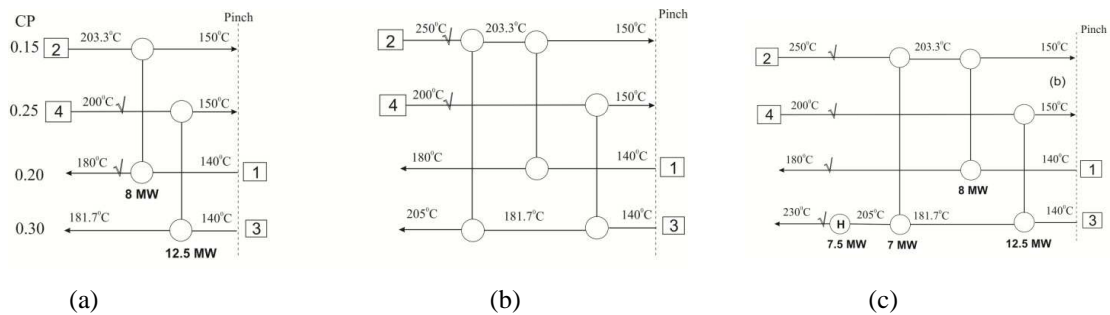 CP
Pinch
0.15 2 203.3°C 150°C
0.25 4 200°C √ 150°C
0.20 180°C √ 140°C 1
8 MW
0.30 181.7°C 140°C 3
12.5 MW
(a)
Pinch
2 250°C √ 203.3°C 150°C
4 200°C √ 150°C
180°C 140°C 1
205°C 181.7°C 140°C 3
(b)
Pinch
2 250°C √ 203.3°C 150°C
(b)
4 200°C √ 150°C
180°C √ 140°C 1
8 MW
230°C √ H 205°C 181.7°C 140°C 3
7.5 MW 7 MW 12.5 MW
(c)